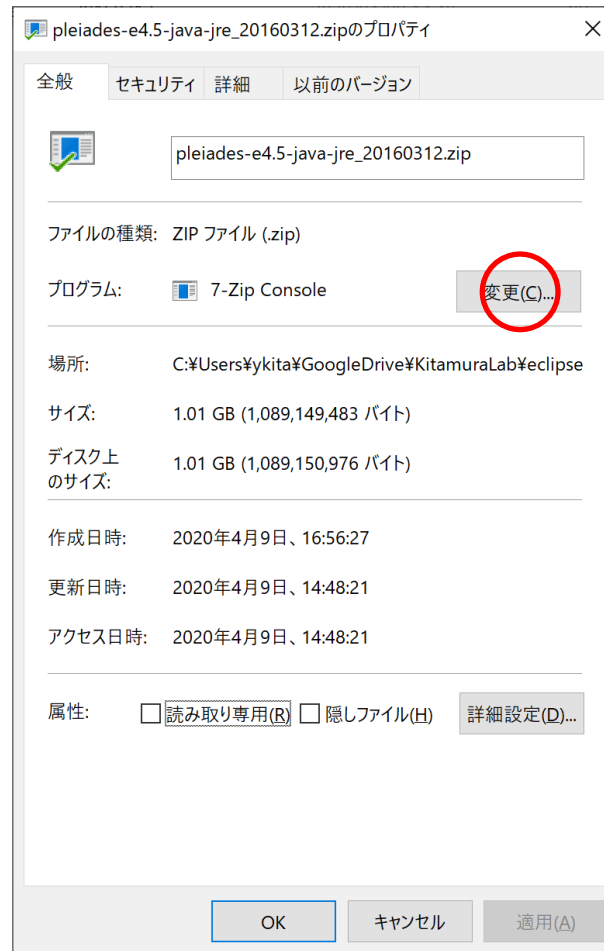 pleiades-e4.5-java-jre_20160312.zipのプロパティ
全般 セキュリティ 詳細 以前のバージョン
pleiades-e4.5-java-jre_20160312.zip
ファイルの種類: ZIP ファイル (.zip)
プログラム: 7-Zip Console 変更(C)...
場所: C:¥Users¥ykita¥GoogleDrive¥KitamuraLab¥eclipse
サイズ: 1.01 GB (1,089,149,483 バイト)
ディスク上
のサイズ: 1.01 GB (1,089,150,976 バイト)
作成日時: 2020年4月9日、16:56:27
更新日時: 2020年4月9日、14:48:21
アクセス日時: 2020年4月9日、14:48:21
属性: 読み取り専用(R) 隠しファイル(H) 詳細設定(D)...
OK キャンセル 適用(A)